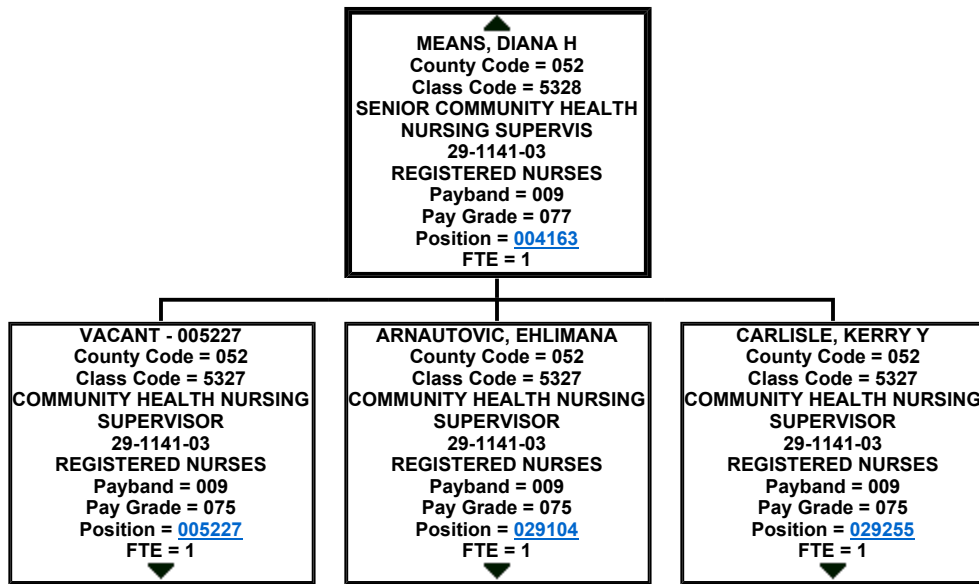 MEANS, DIANA H
County Code = 052
Class Code = 5328
SENIOR COMMUNITY HEALTH
NURSING SUPERVIS
29-1141-03
REGISTERED NURSES
Payband = 009
Pay Grade = 077
Position = 004163
FTE = 1
VACANT - 005227
County Code = 052
Class Code = 5327
COMMUNITY HEALTH NURSING
SUPERVISOR
29-1141-03
REGISTERED NURSES
Payband = 009
Pay Grade = 075
Position = 005227
FTE = 1
ARNAUTOVIC, EHLIMANA
County Code = 052
Class Code = 5327
COMMUNITY HEALTH NURSING
SUPERVISOR
29-1141-03
REGISTERED NURSES
Payband = 009
Pay Grade = 075
Position = 029104
FTE = 1
CARLISLE, KERRY Y
County Code = 052
Class Code = 5327
COMMUNITY HEALTH NURSING
SUPERVISOR
29-1141-03
REGISTERED NURSES
Payband = 009
Pay Grade = 075
Position = 029255
FTE = 1